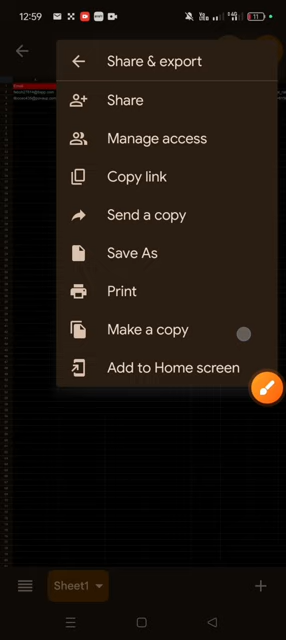 12:59
11
Share & export
Share
Manage access
Copy link
Send a copy
Save As
Print
Make a copy
Add to Home screen
Sheet1